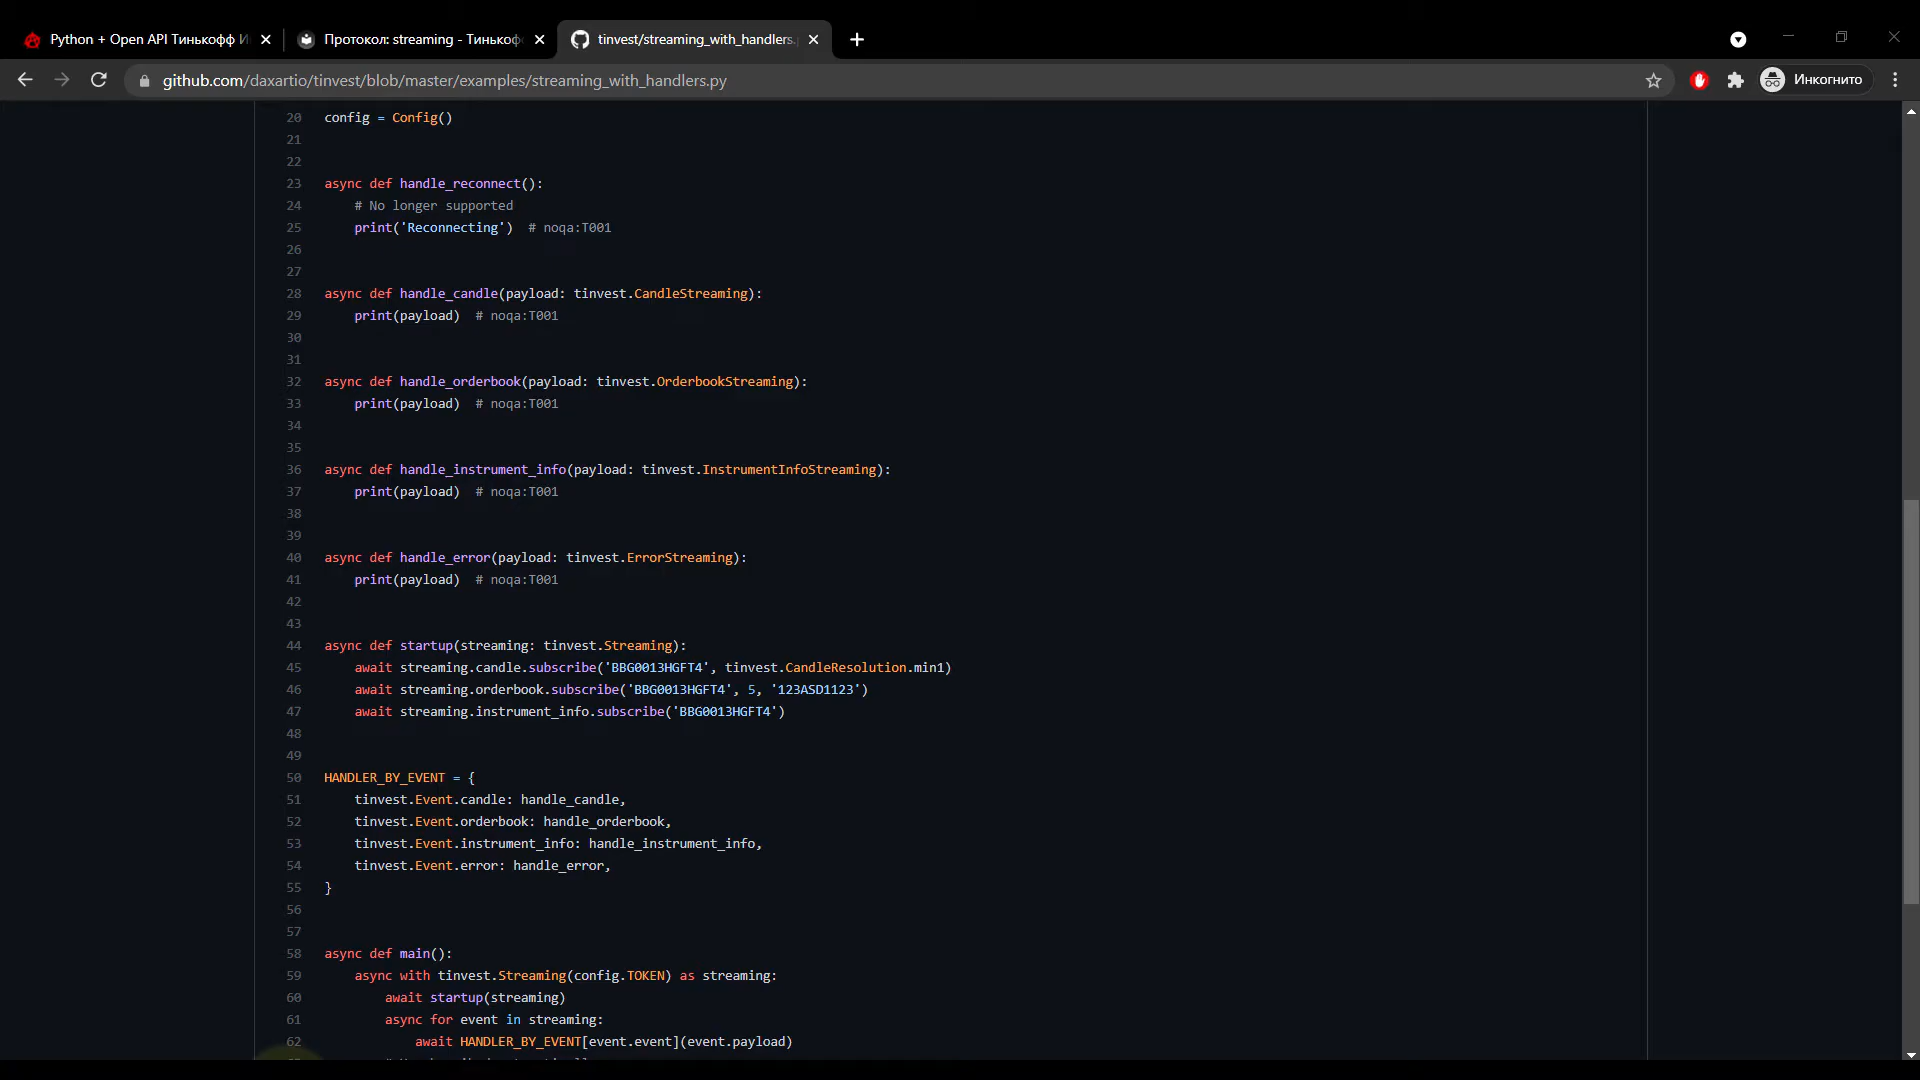 Python + Open API Тинькофф И
Протокол: streaming - Тинькоф
tinvest/streaming_with_handlers.
github.com/daxartio/tinvest/blob/master/examples/streaming_with_handlers.py
Инкогнито
20 config = Config()
21
22
23 async def handle_reconnect():
24     # No longer supported
25     print('Reconnecting')  # noqa:T001
26
27
28 async def handle_candle(payload: tinvest.CandleStreaming):
29     print(payload)  # noqa:T001
30
31
32 async def handle_orderbook(payload: tinvest.OrderbookStreaming):
33     print(payload)  # noqa:T001
34
35
36 async def handle_instrument_info(payload: tinvest.InstrumentInfoStreaming):
37     print(payload)  # noqa:T001
38
39
40 async def handle_error(payload: tinvest.ErrorStreaming):
41     print(payload)  # noqa:T001
42
43
44 async def startup(streaming: tinvest.Streaming):
45     await streaming.candle.subscribe('BBG0013HGFT4', tinvest.CandleResolution.min1)
46     await streaming.orderbook.subscribe('BBG0013HGFT4', 5, '123ASD1123')
47     await streaming.instrument_info.subscribe('BBG0013HGFT4')
48
49
50 HANDLER_BY_EVENT = {
51     tinvest.Event.candle: handle_candle,
52     tinvest.Event.orderbook: handle_orderbook,
53     tinvest.Event.instrument_info: handle_instrument_info,
54     tinvest.Event.error: handle_error,
55 }
56
57
58 async def main():
59     async with tinvest.Streaming(config.TOKEN) as streaming:
60         await startup(streaming)
61         async for event in streaming:
62             await HANDLER_BY_EVENT[event.event](event.payload)